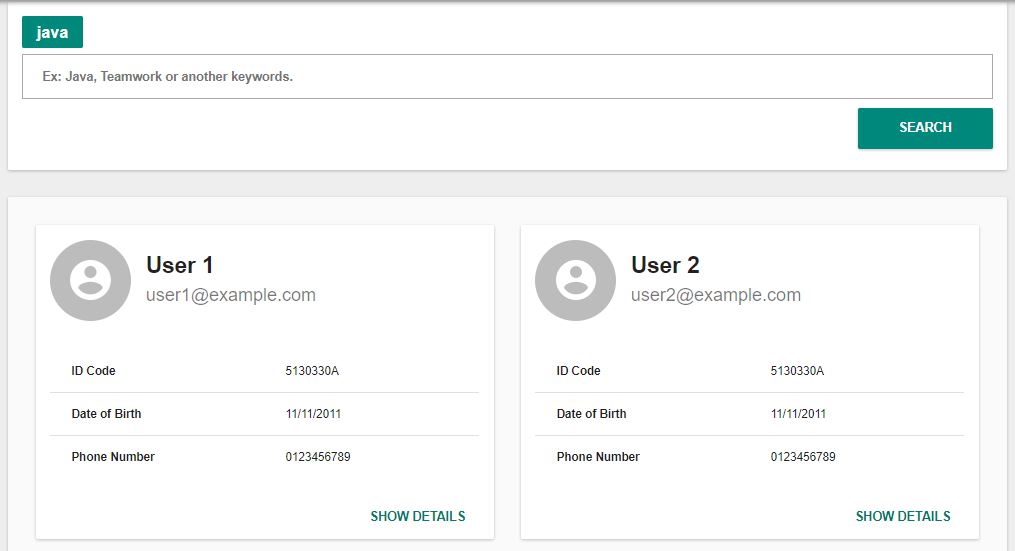 java
Ex: Java, Teamwork or another keywords.
SEARCH
User 1
user1@example.com
ID Code 5130330A
Date of Birth 11/11/2011
Phone Number 0123456789
SHOW DETAILS
User 2
user2@example.com
ID Code 5130330A
Date of Birth 11/11/2011
Phone Number 0123456789
SHOW DETAILS